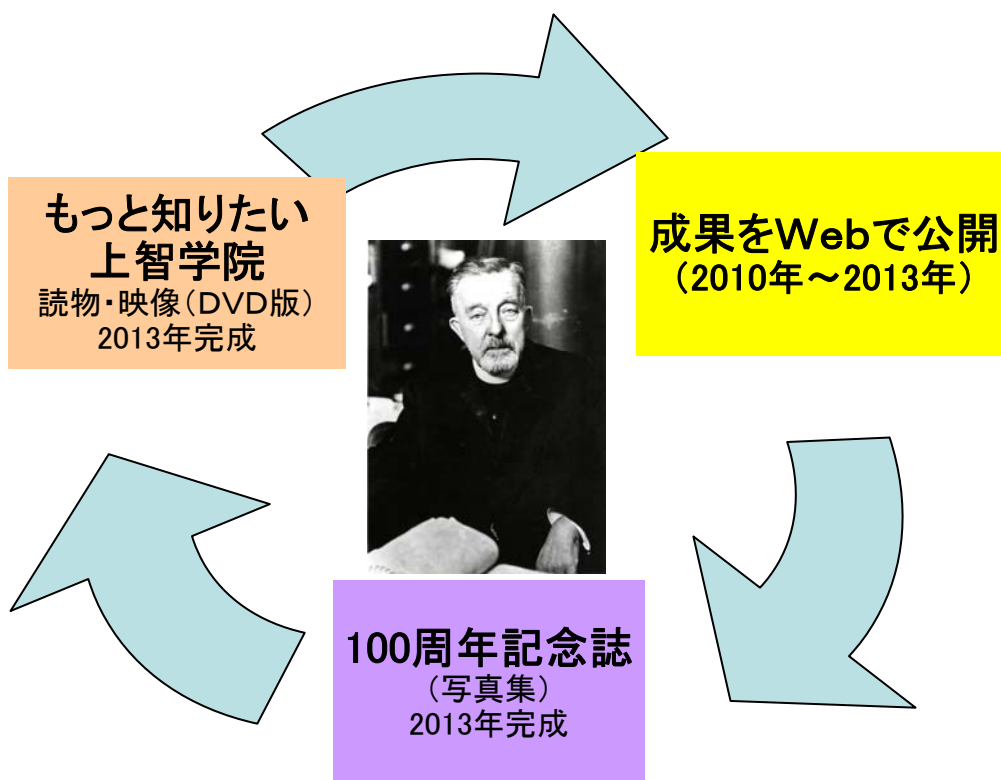 もっと知りたい
上智学院
読物・映像（ＤＶＤ版）
2013年完成
成果をＷｅｂで公開
（2010年～2013年）
100周年記念誌
（写真集）
2013年完成